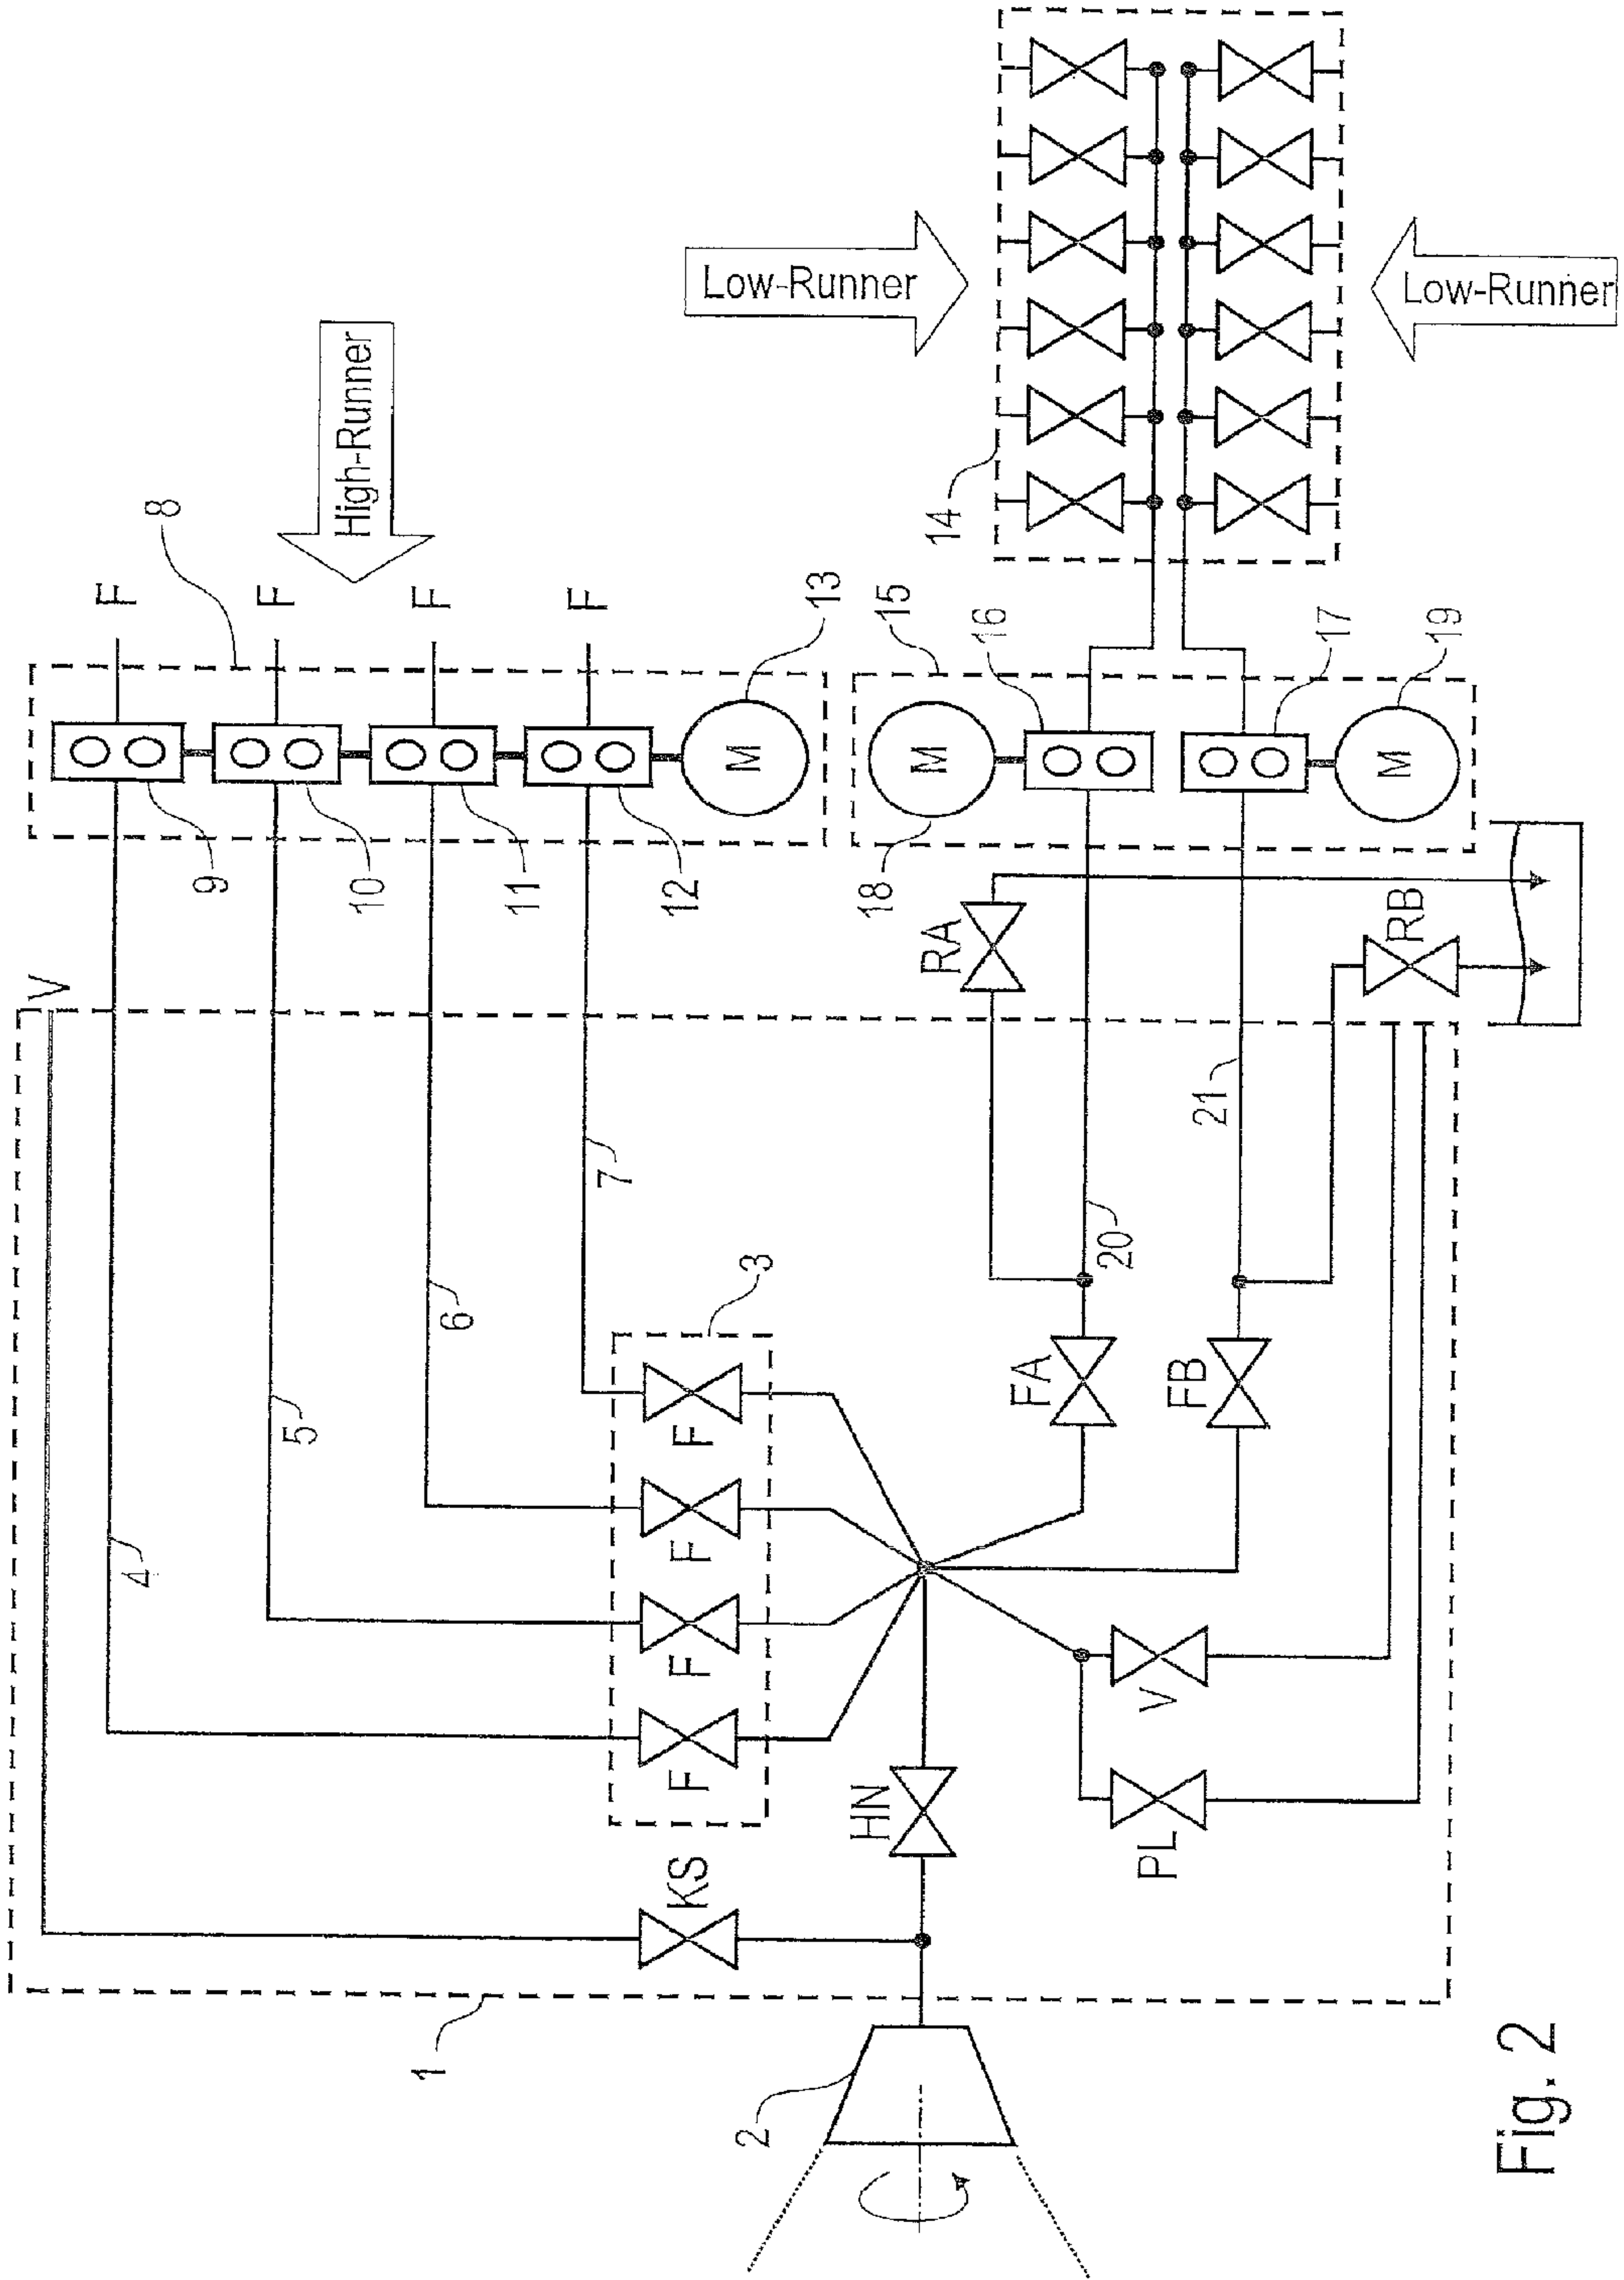 V
F
F
F
F
8
High-Runner
Low-Runner
Low-Runner
14
9
10
11
12
M
13
M
18
15
16
17
M
19
RA
RB
4
5
6
7
3
F
F
F
F
20
21
FA
FB
KS
HN
V
PL
1
2
Fig. 2